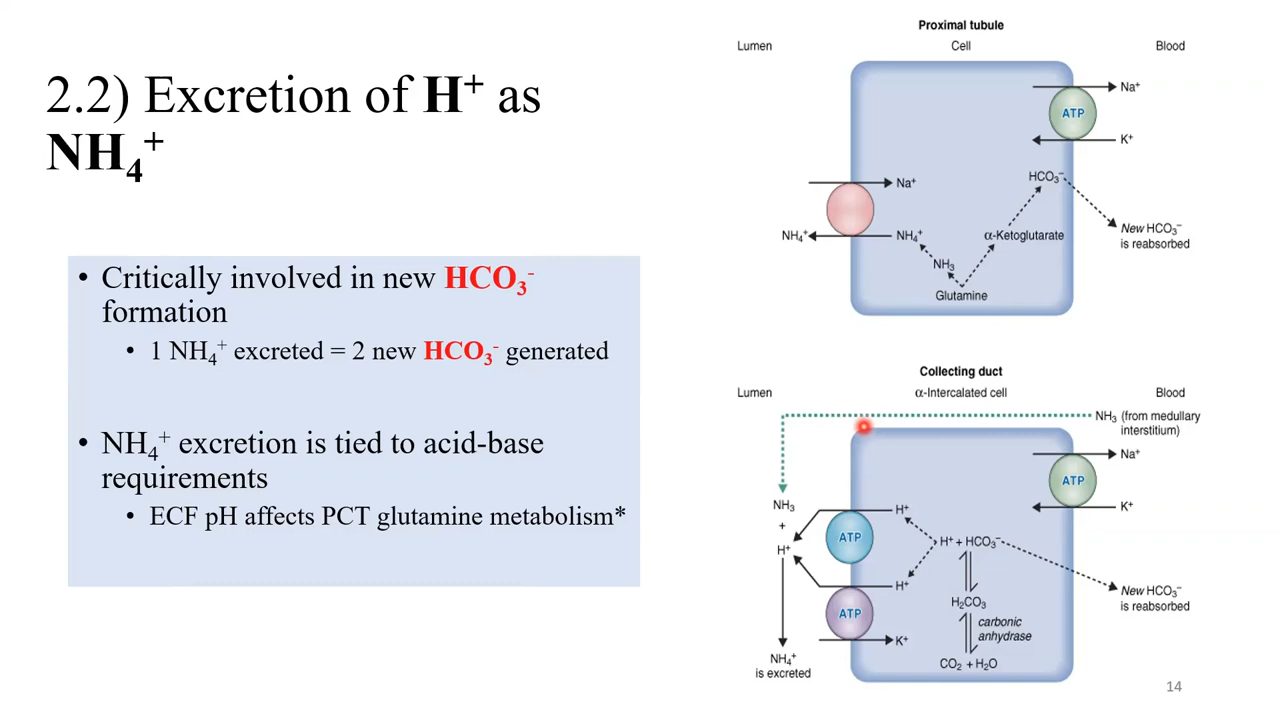 2.2) Excretion of H⁺ as
NH₄⁺
• Critically involved in new HCO₃⁻
formation
• 1 NH₄⁺ excreted = 2 new HCO₃⁻ generated
• NH₄⁺ excretion is tied to acid-base
requirements
• ECF pH affects PCT glutamine metabolism*
Proximal tubule
Lumen Cell Blood
Na⁺
ATP
K⁺
HCO₃⁻
Na⁺
New HCO₃⁻
is reabsorbed
NH₄⁺ NH₄⁺ α-Ketoglutarate
NH₃
Glutamine
Collecting duct
Lumen α-Intercalated cell Blood
NH₃ (from medullary
interstitium)
Na⁺
ATP
K⁺
NH₃
+
H⁺
H⁺
ATP
H⁺ + HCO₃⁻
H⁺
New HCO₃⁻
is reabsorbed
H₂CO₃
ATP
carbonic
anhydrase
K⁺
CO₂ + H₂O
NH₄⁺
is excreted
14